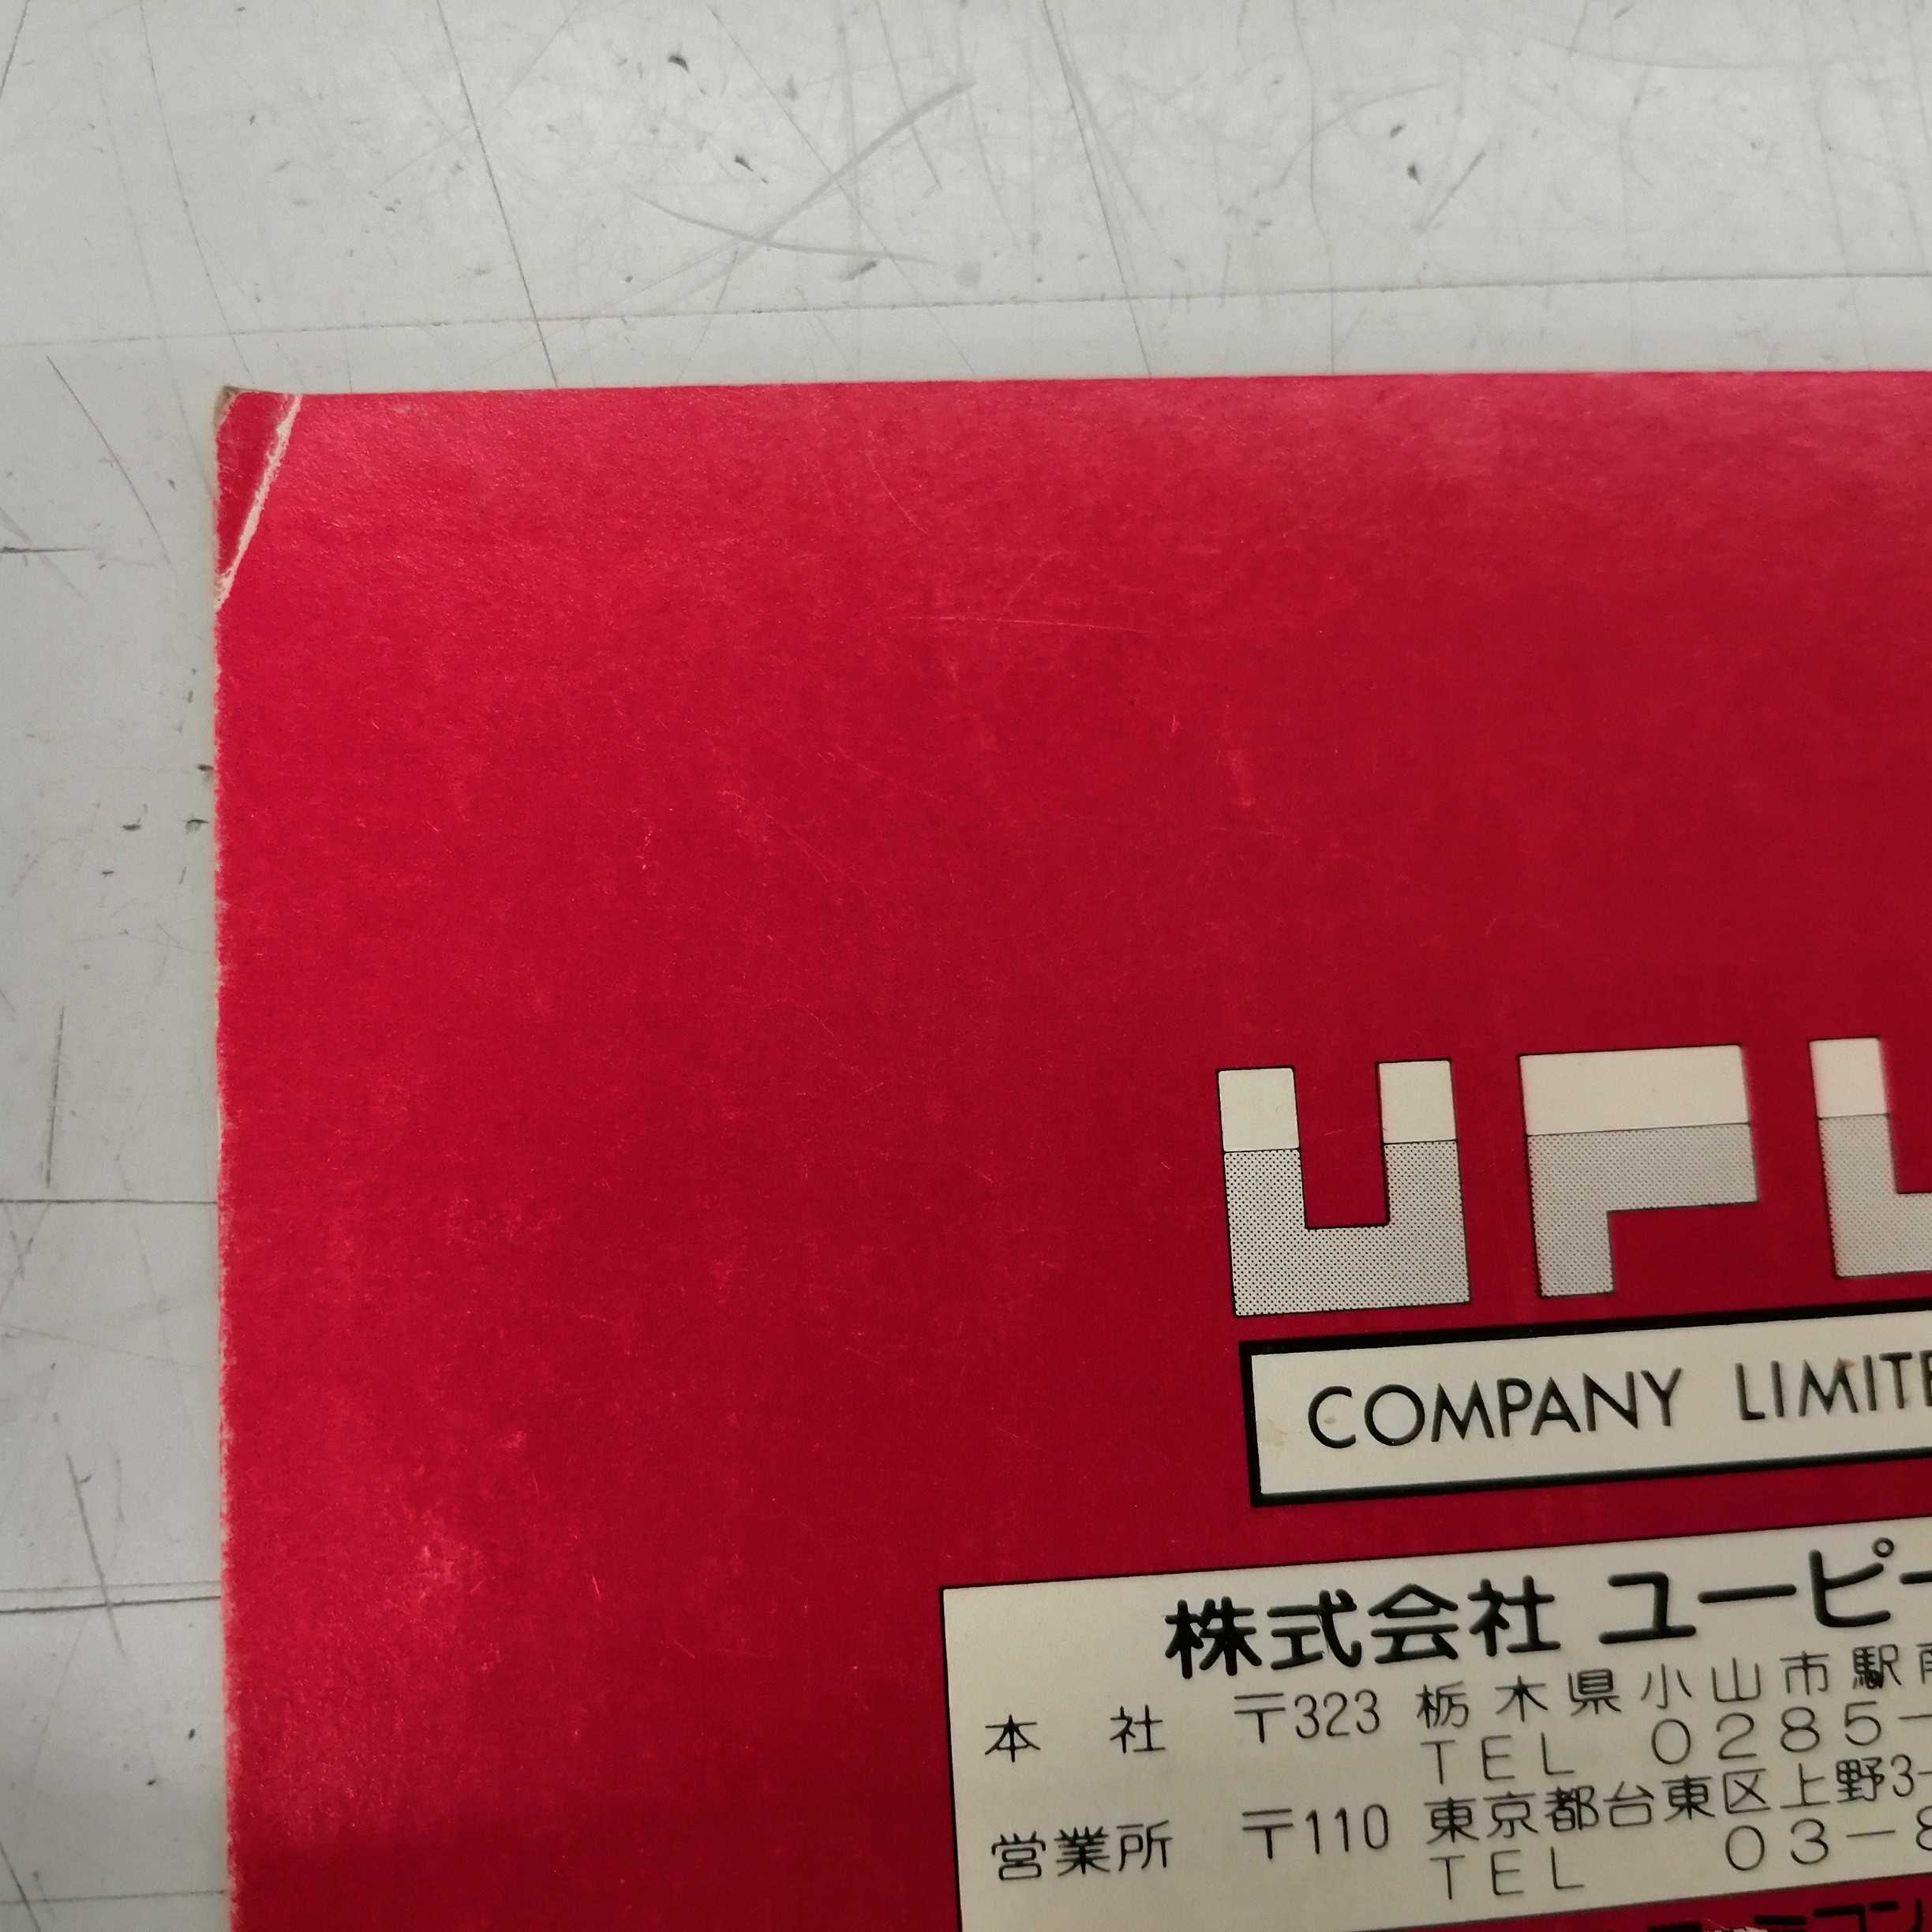 UPL
COMPANY LIMITE
株式会社 ユーピー
本 社 〒323 栃木県小山市駅前
TEL 0285-
営業所 〒110 東京都台東区上野3-
TEL 03-8